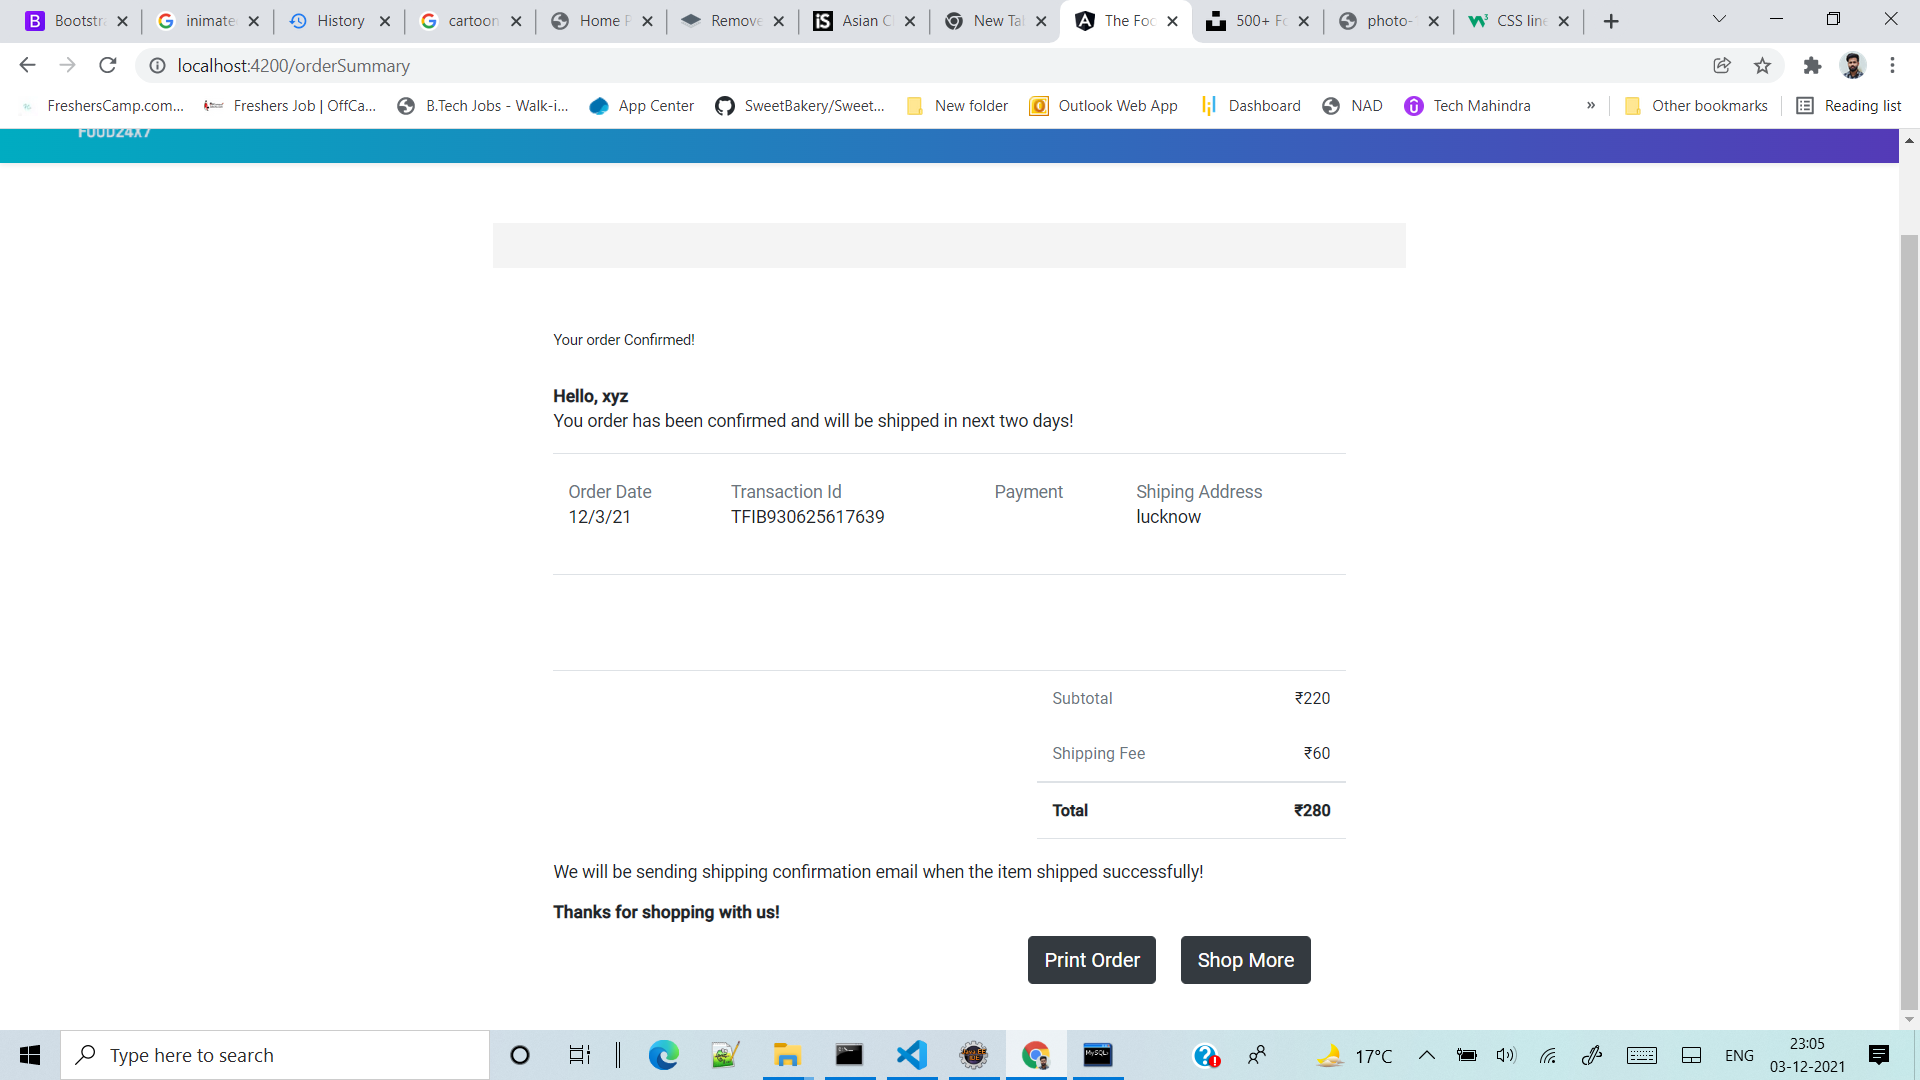 Bootstr
inimate
History
cartoon
Home P
Remove
Asian C
New Tal
The Foo
500+ Fo
photo-
CSS line
localhost:4200/orderSummary
FreshersCamp.com... Freshers Job | OffCa... B.Tech Jobs - Walk-i... App Center SweetBakery/Sweet... New folder Outlook Web App Dashboard NAD Tech Mahindra » Other bookmarks Reading list
FOOD24X7
Your order Confirmed!
Hello, xyz
You order has been confirmed and will be shipped in next two days!
Order Date Transaction Id Payment Shiping Address
12/3/21 TFIB930625617639 lucknow
Subtotal ₹220
Shipping Fee ₹60
Total ₹280
We will be sending shipping confirmation email when the item shipped successfully!
Thanks for shopping with us!
Print Order Shop More
Type here to search
MySQL
17°C
ENG
23:05
03-12-2021